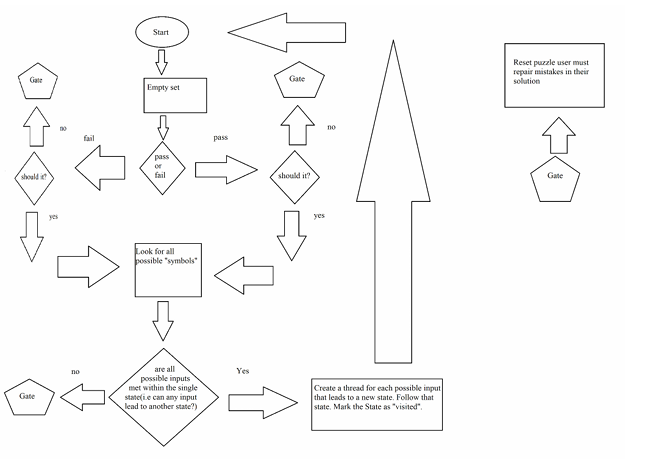 Start
Empty set
Gate
Gate
no
no
fail
pass
pass
or
fail
should it?
should it?
yes
yes
Look for all
possible "symbols"
are all
possible inputs
met within the single
state(i.e can any input
lead to another state?)
no
Yes
Gate
Create a thread for each possible input
that leads to a new state. Follow that
state. Mark the State as "visited".
Reset puzzle user must
repair mistakes in their
solution
Gate